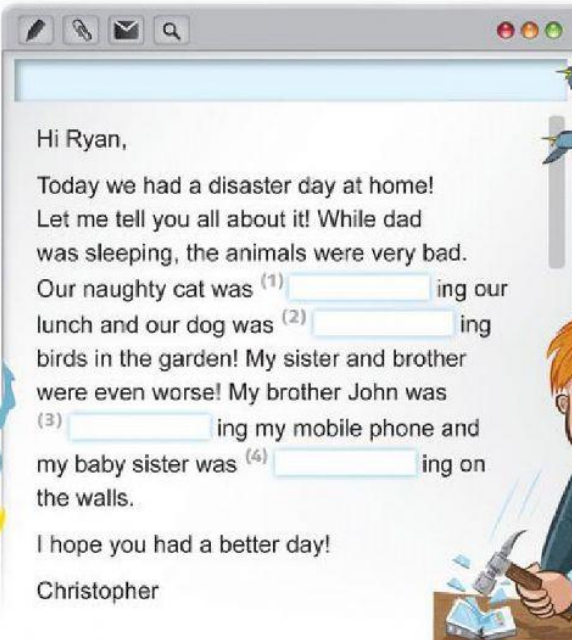 Hi Ryan,
Today we had a disaster day at home!
Let me tell you all about it! While dad
was sleeping, the animals were very bad.
Our naughty cat was (1) ing our
lunch and our dog was (2) ing
birds in the garden! My sister and brother
were even worse! My brother John was
(3) ing my mobile phone and
my baby sister was (4) ing on
the walls.
I hope you had a better day!
Christopher